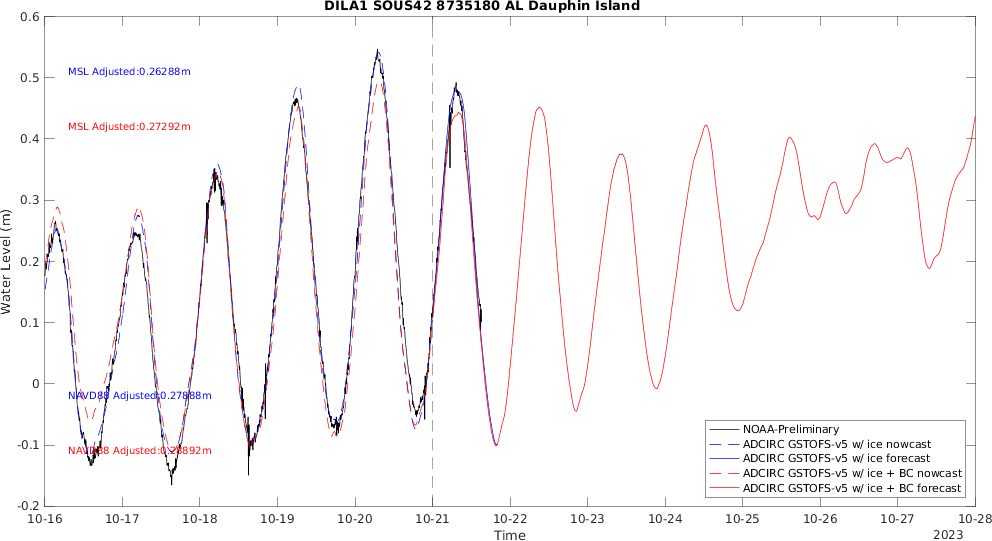 DILA1 SOUS42 8735180 AL Dauphin Island
0.6
0.5
0.4
0.3
0.2
0.1
0
-0.1
-0.2
Water Level (m)
MSL Adjusted:0.26288m
MSL Adjusted:0.27292m
NAVD88 Adjusted:0.27888m
NAVD88 Adjusted:0.28892m
NOAA-Preliminary
ADCIRC GSTOFS-v5 w/ ice nowcast
ADCIRC GSTOFS-v5 w/ ice forecast
ADCIRC GSTOFS-v5 w/ ice + BC nowcast
ADCIRC GSTOFS-v5 w/ ice + BC forecast
10-16 10-17 10-18 10-19 10-20 10-21 10-22 10-23 10-24 10-25 10-26 10-27 10-28
Time
2023